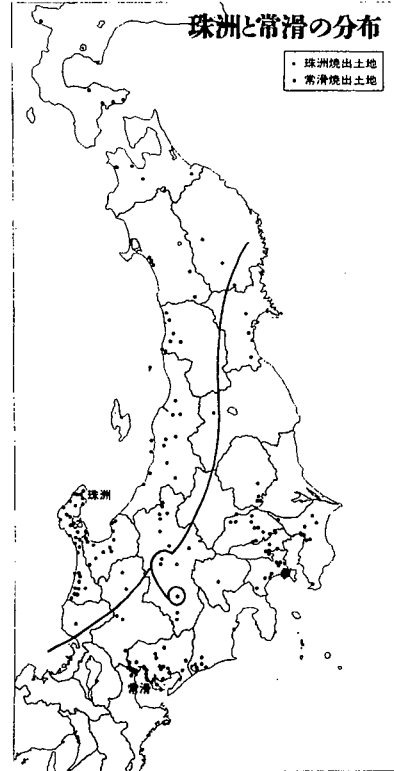 珠洲と常滑の分布
・ 珠洲焼出土地
・ 常滑焼出土地
珠洲
常滑